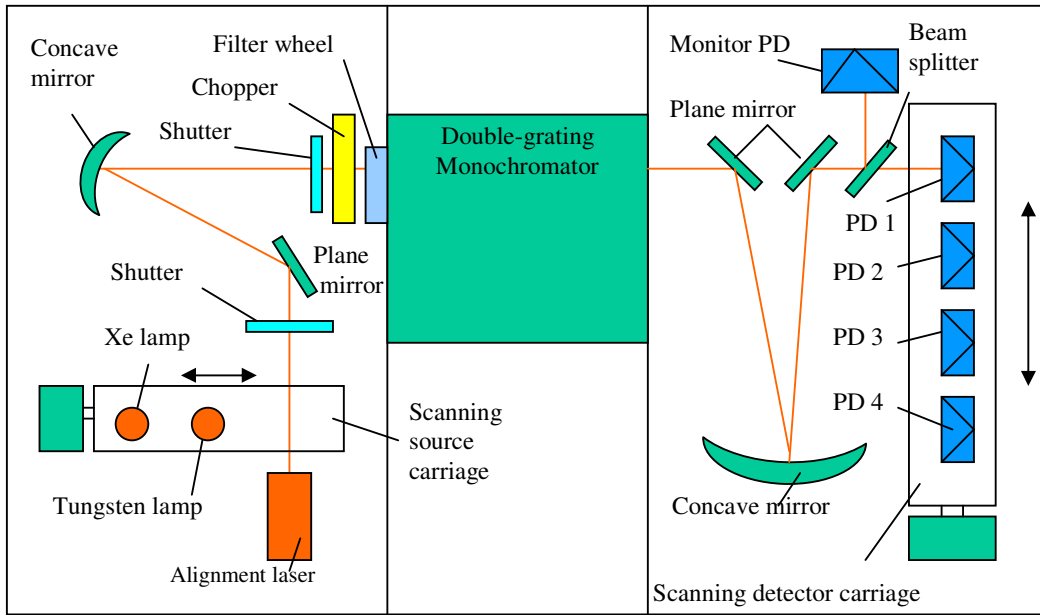 Concave
mirror
Filter wheel
Chopper
Shutter
Plane
mirror
Shutter
Xe lamp
Tungsten lamp
Scanning
source
carriage
Alignment laser
Double-grating
Monochromator
Monitor PD
Beam
splitter
Plane mirror
PD 1
PD 2
PD 3
PD 4
Concave mirror
Scanning detector carriage